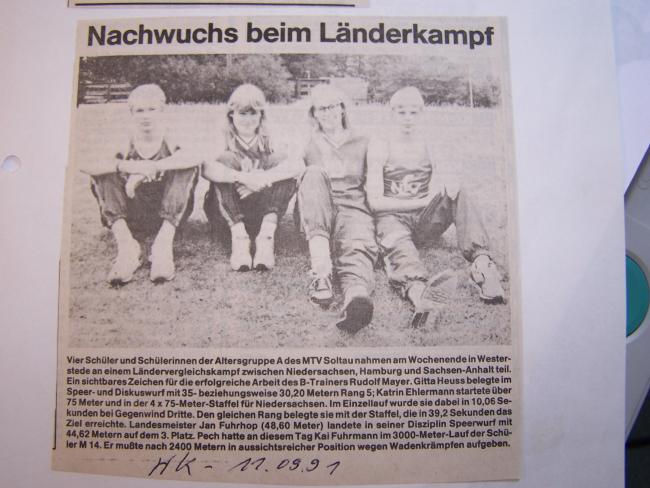 Nachwuchs beim Länderkampf
Vier Schüler und Schülerinnen der Altersgruppe A des MTV Soltau nahmen am Wochenende in Wester-
stede an einem Ländervergleichskampf zwischen Niedersachsen, Hamburg und Sachsen-Anhalt teil.
Ein sichtbares Zeichen für die erfolgreiche Arbeit des B-Trainers Rudolf Mayer. Gitta Heuss belegte im
Speer- und Diskuswurf mit 35- beziehungsweise 30,20 Metern Rang 5; Katrin Ehlermann startete über
75 Meter und in der 4 x 75-Meter-Staffel für Niedersachsen. Im Einzellauf wurde sie dabei in 10,05 Se-
kunden bei Gegenwind Dritte. Den gleichen Rang belegte sie mit der Staffel, die in 39,2 Sekunden das
Ziel erreichte. Landesmeister Jan Fuhrhop (48,60 Meter) landete in seiner Disziplin Speerwurf mit
44,62 Metern auf dem 3. Platz. Pech hatte an diesem Tag Kai Fuhrmann im 3000-Meter-Lauf der Schü-
ler M 14. Er mußte nach 2400 Metern in aussichtsreicher Position wegen Wadenkrämpfen aufgeben.
WK - 11.09.91